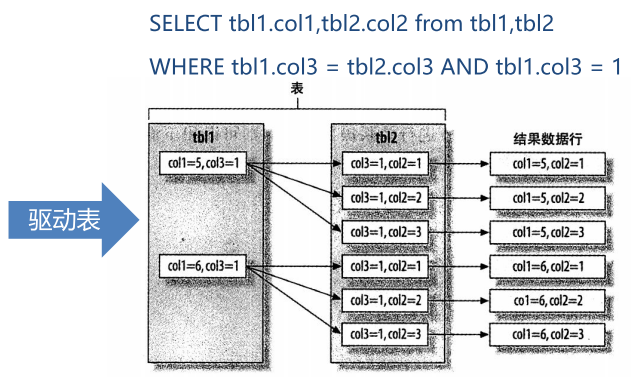 SELECT tbl1.col1,tbl2.col2 from tbl1,tbl2
WHERE tbl1.col3 = tbl2.col3 AND tbl1.col3 = 1
表
tbl1 tbl2 结果数据行
col1=5,col3=1 col3=1,col2=1 col1=5,col2=1
col3=1,col2=2 col1=5,col2=2
驱动表
col3=1,col2=3 col1=5,col2=3
col1=6,col3=1 col3=1,col2=1 col1=6,col2=1
col3=1,col2=2 co1=6,col2=2
col3=1,col2=3 col1=6,col2=3